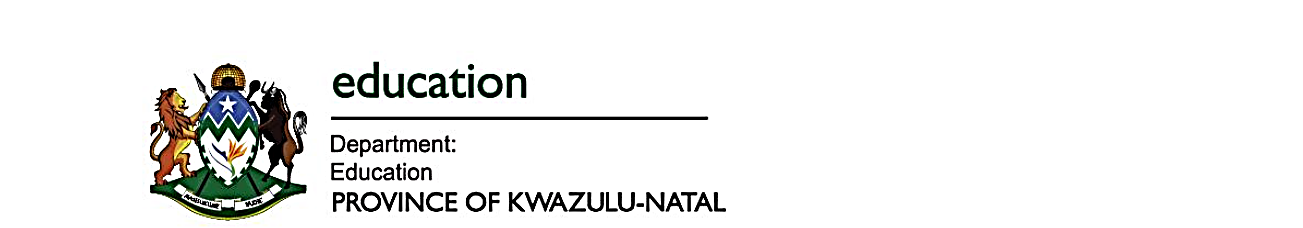 education
Department:
Education
PROVINCE OF KWAZULU-NATAL